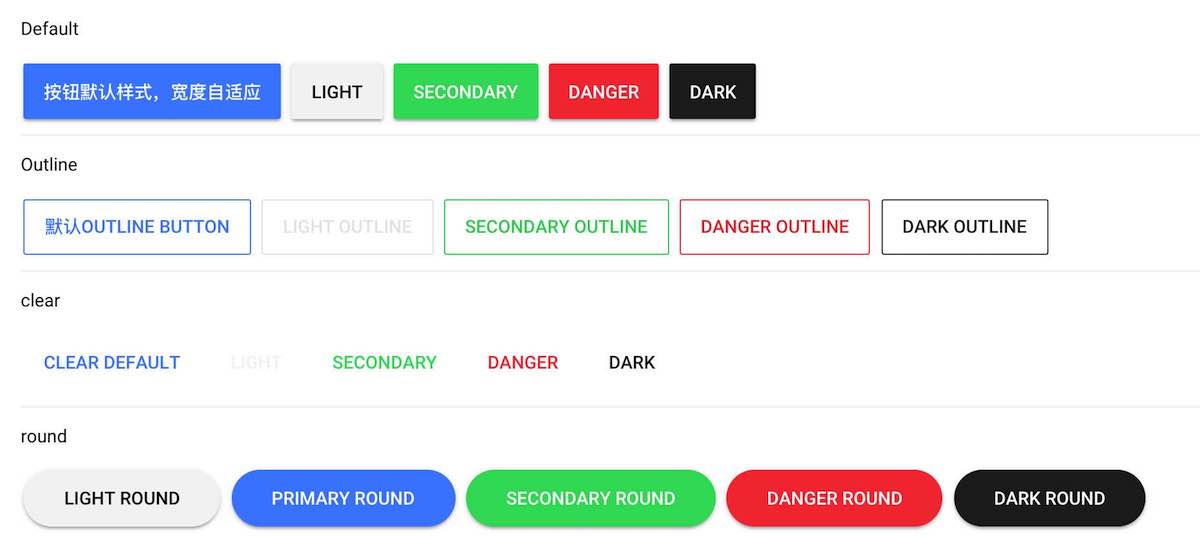 Default
按钮默认样式，宽度自适应 LIGHT SECONDARY DANGER DARK
Outline
默认OUTLINE BUTTON LIGHT OUTLINE SECONDARY OUTLINE DANGER OUTLINE DARK OUTLINE
clear
CLEAR DEFAULT LIGHT SECONDARY DANGER DARK
round
LIGHT ROUND PRIMARY ROUND SECONDARY ROUND DANGER ROUND DARK ROUND